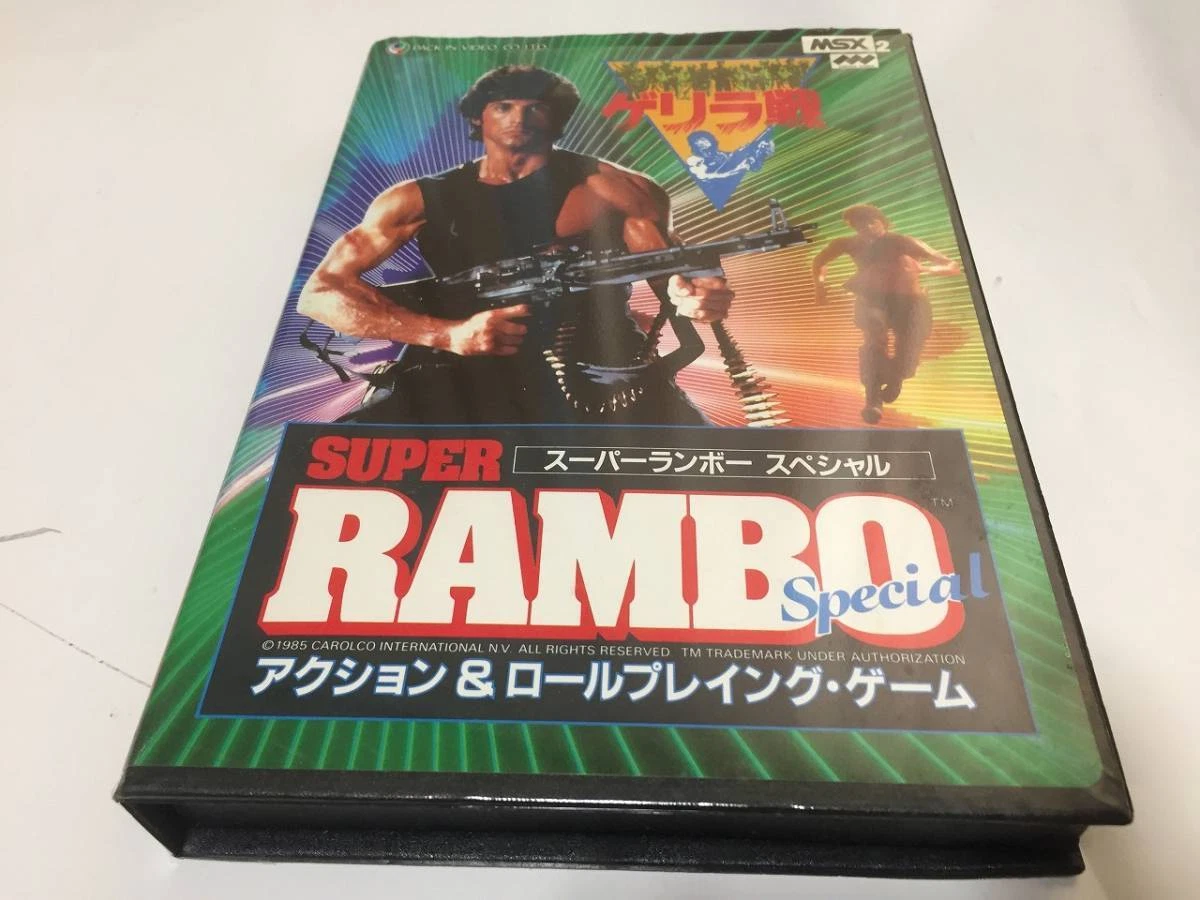 PACK IN VIDEO CO.LTD.
MSX 2
ゲリラ戦
SUPER
スーパーランボー スペシャル
RAMBO TM
Special
©1985 CAROLCO INTERNATIONAL N.V. ALL RIGHTS RESERVED TM TRADEMARK UNDER AUTHORIZATION
アクション&ロールプレイング・ゲーム